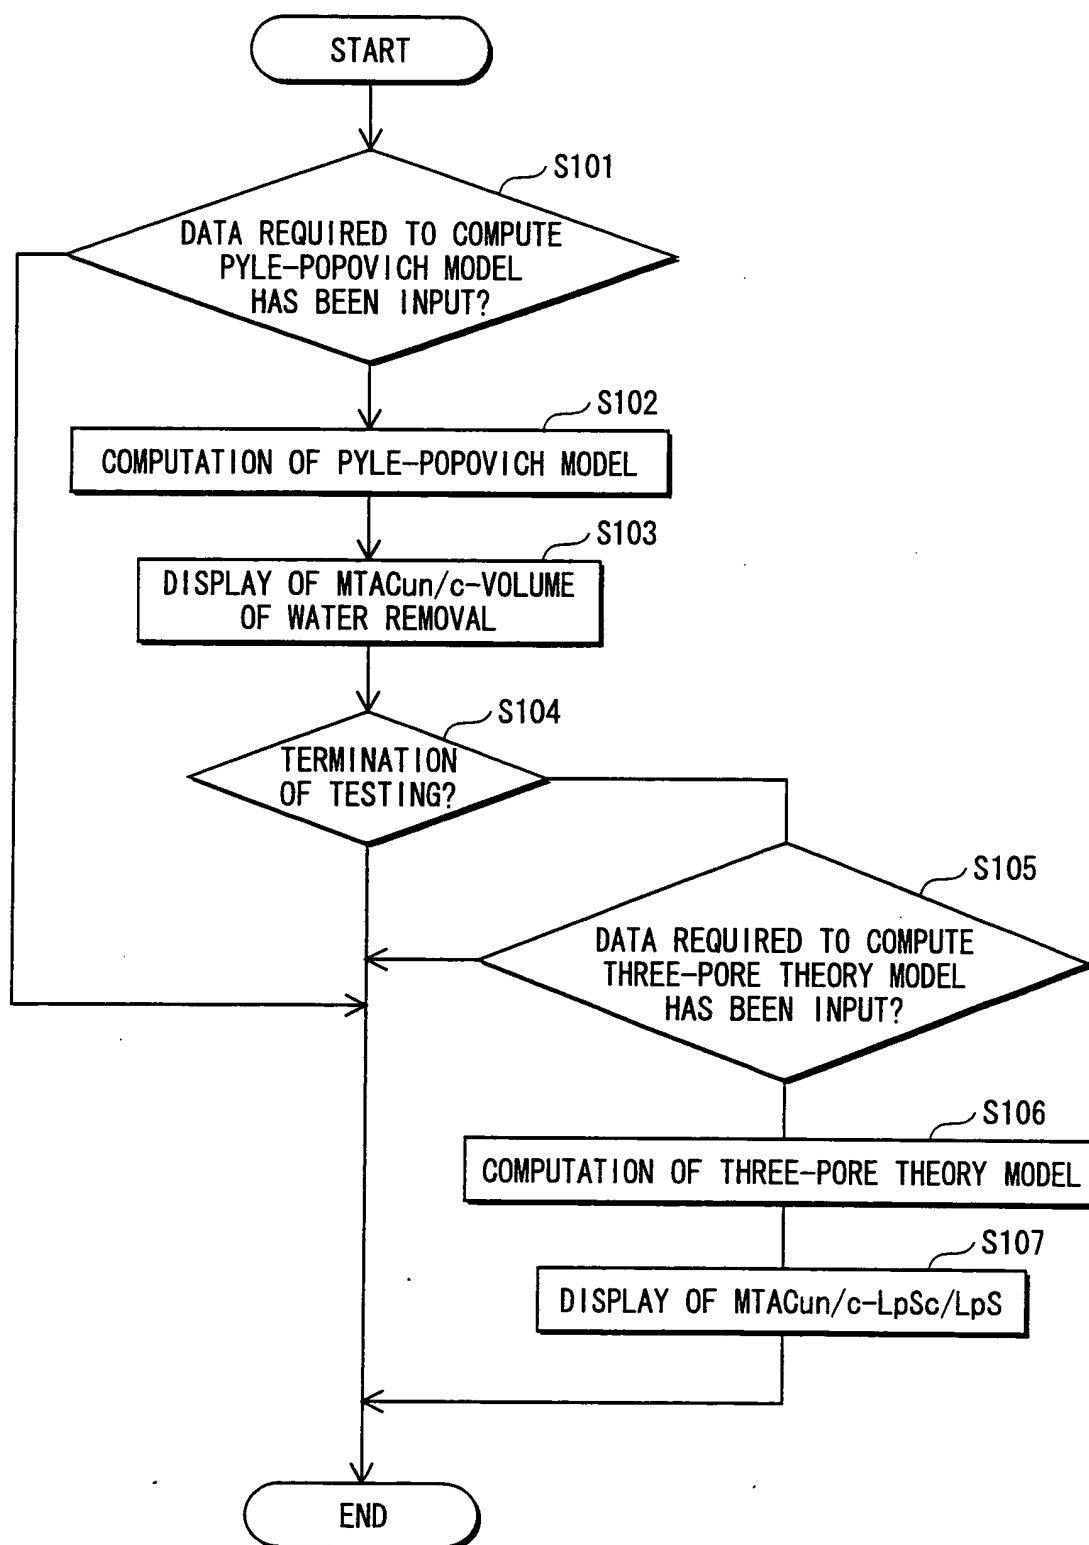 START
S101
DATA REQUIRED TO COMPUTE
PYLE-POPOVICH MODEL
HAS BEEN INPUT?
S102
COMPUTATION OF PYLE-POPOVICH MODEL
S103
DISPLAY OF MTACun/c-VOLUME
OF WATER REMOVAL
S104
TERMINATION
OF TESTING?
S105
DATA REQUIRED TO COMPUTE
THREE-PORE THEORY MODEL
HAS BEEN INPUT?
S106
COMPUTATION OF THREE-PORE THEORY MODEL
S107
DISPLAY OF MTACun/c-LpSc/LpS
END